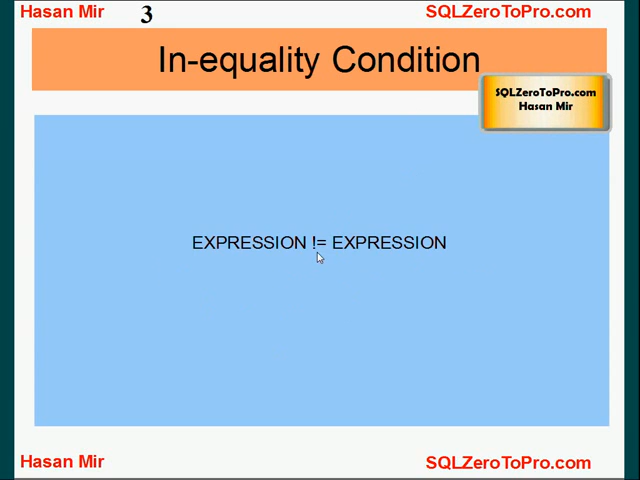 Hasan Mir 3 SQLZeroToPro.com
In-equality Condition
SQLZeroToPro.com
Hasan Mir
EXPRESSION != EXPRESSION
Hasan Mir SQLZeroToPro.com